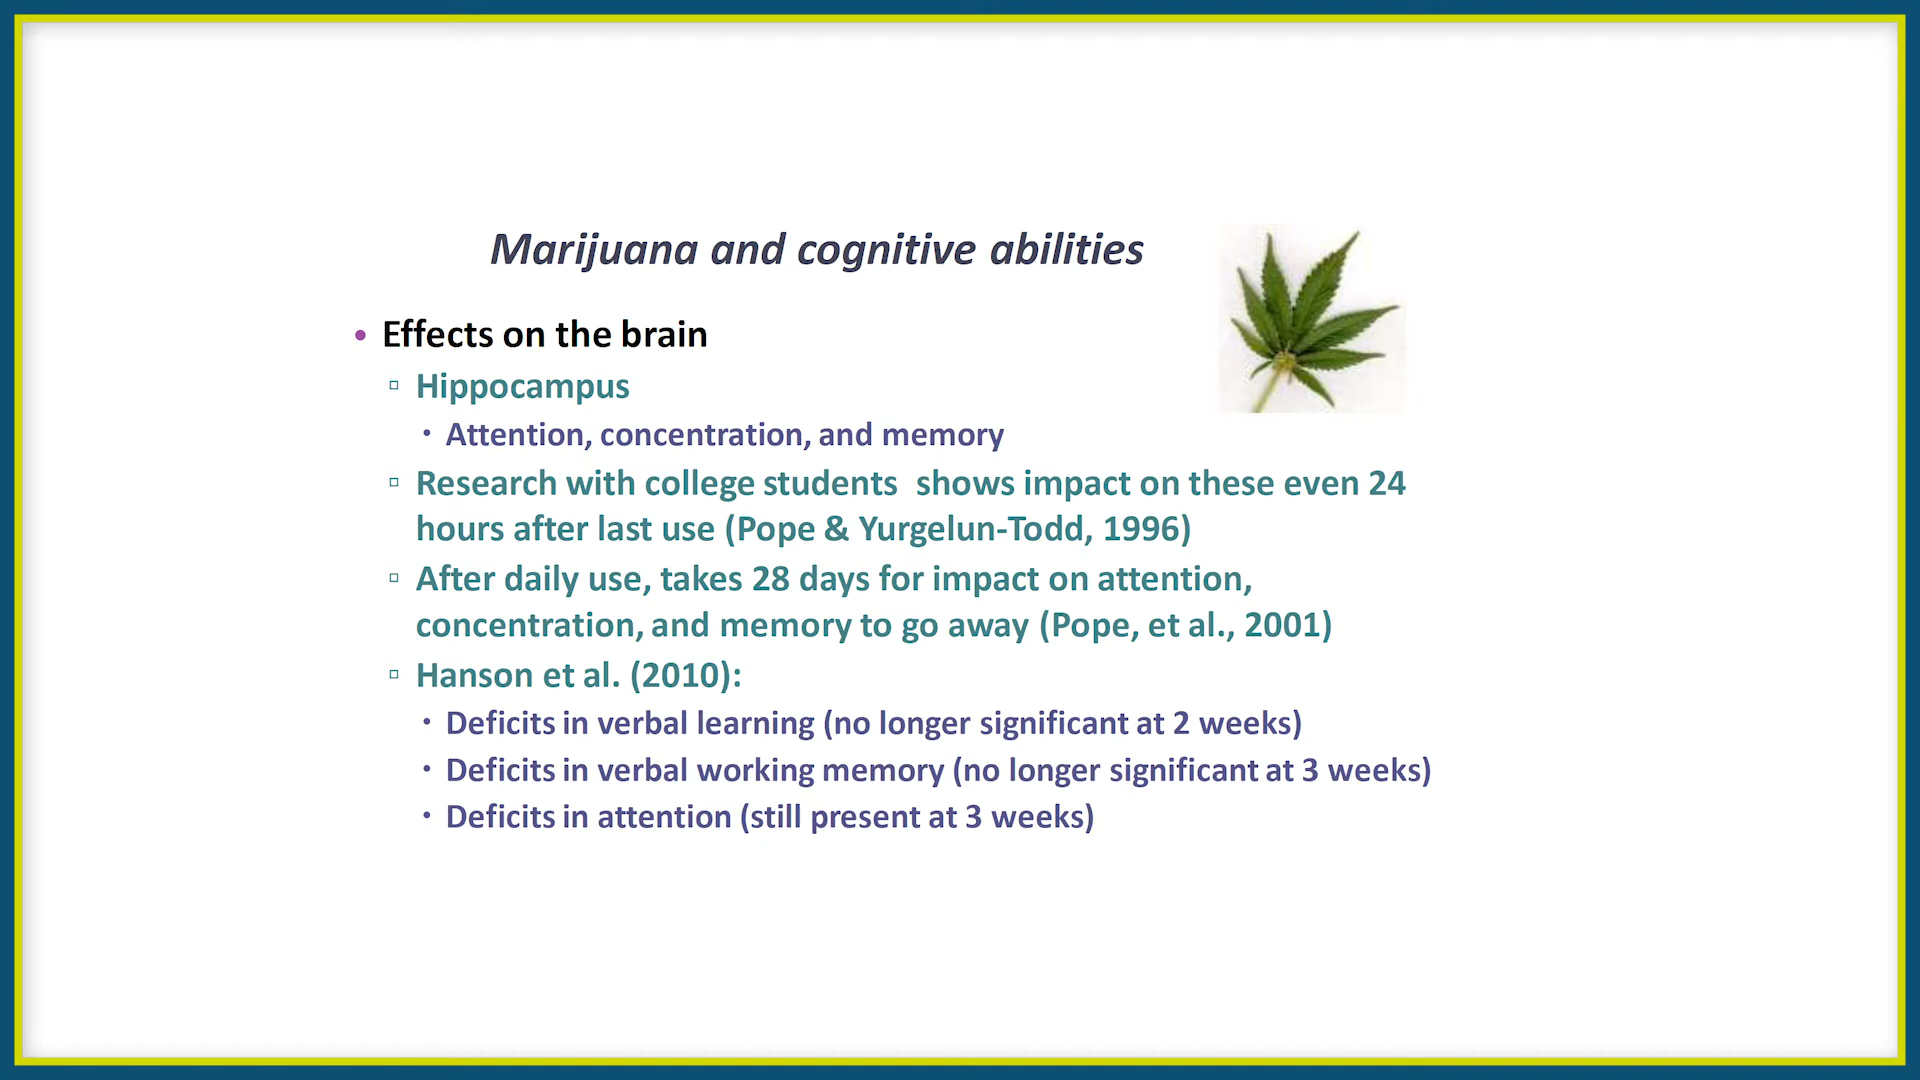 Marijuana and cognitive abilities
• Effects on the brain
▫ Hippocampus
• Attention, concentration, and memory
▫ Research with college students shows impact on these even 24
hours after last use (Pope & Yurgelun-Todd, 1996)
▫ After daily use, takes 28 days for impact on attention,
concentration, and memory to go away (Pope, et al., 2001)
▫ Hanson et al. (2010):
• Deficits in verbal learning (no longer significant at 2 weeks)
• Deficits in verbal working memory (no longer significant at 3 weeks)
• Deficits in attention (still present at 3 weeks)